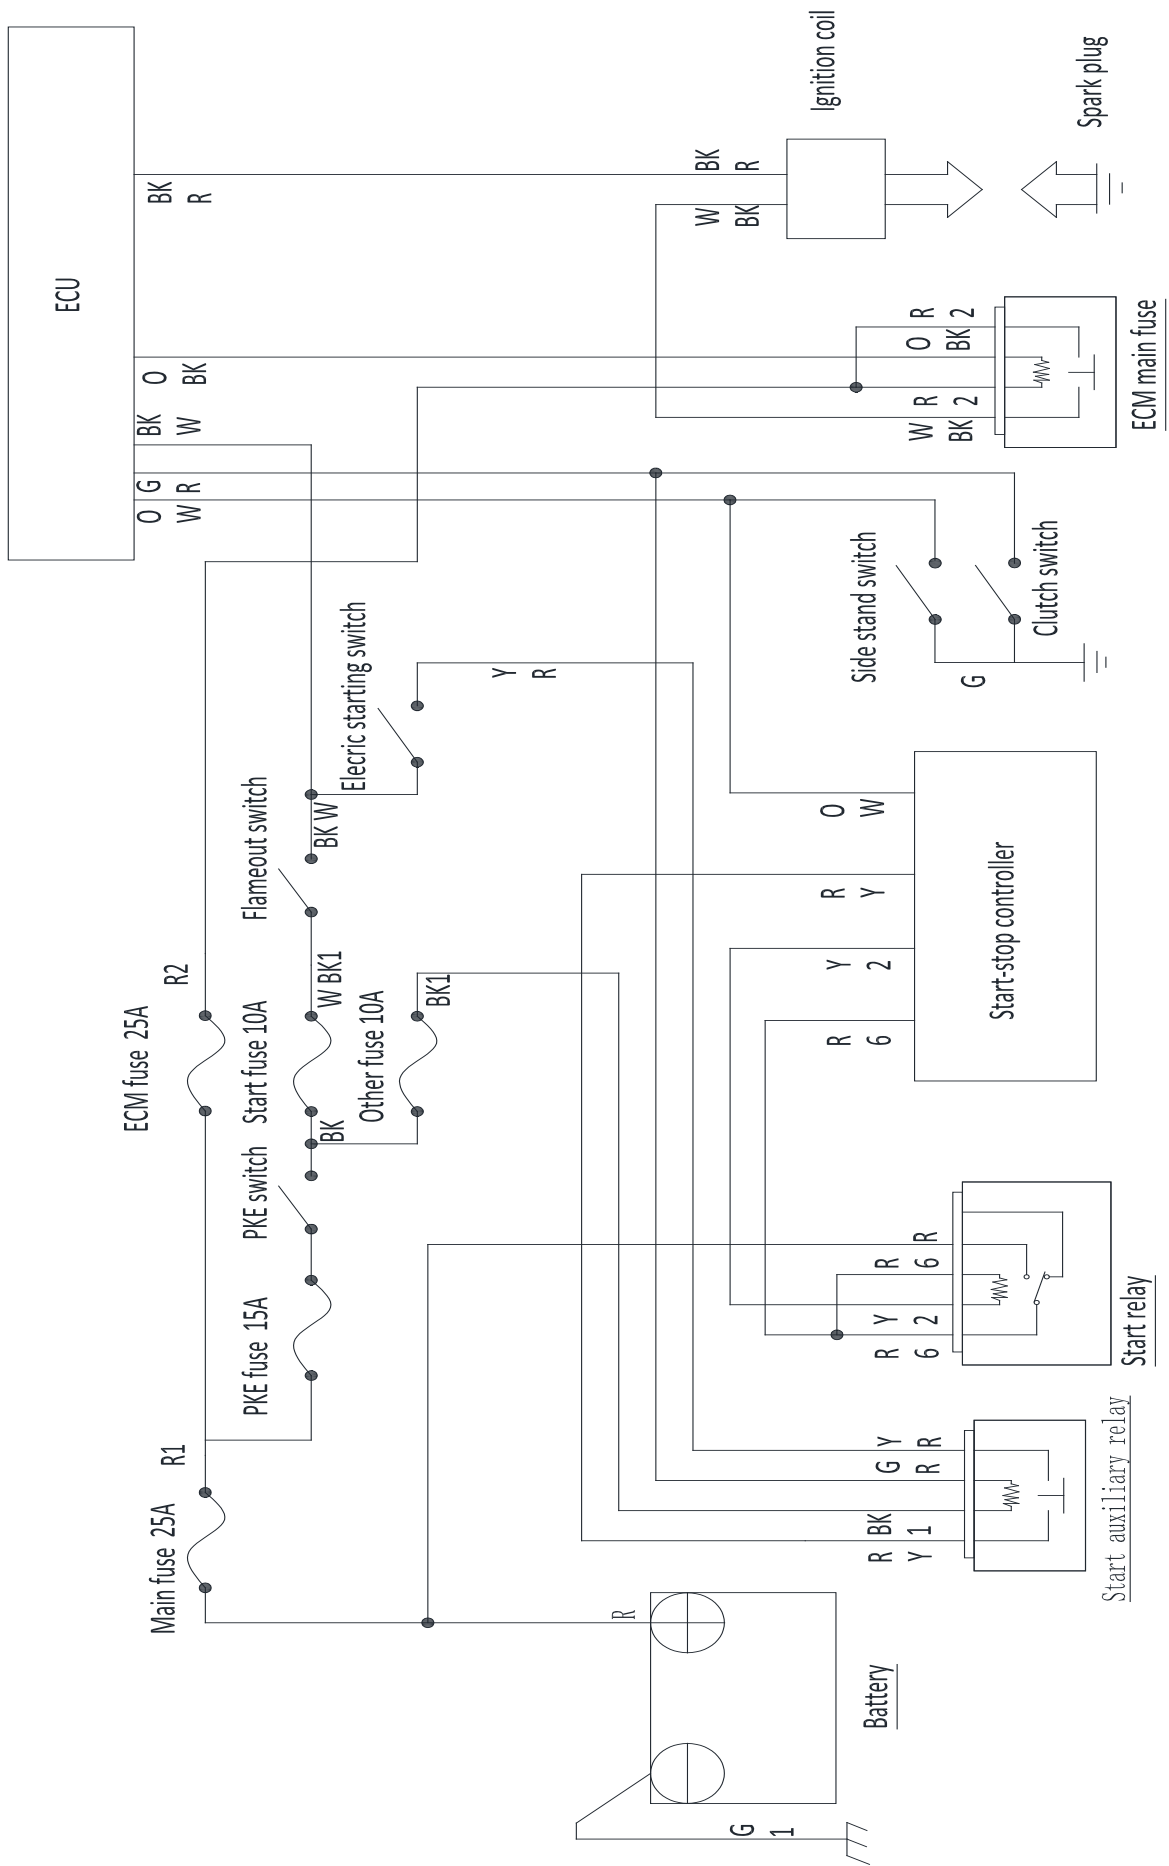 ECU
Main fuse 25A
R1
ECM fuse 25A
R2
O
W
G
R
BK
W
O
BK
BK
R
PKE fuse 15A
PKE switch
Start fuse 10A
Flameout switch
BK
W BK1
BK W
Other fuse 10A
Elecric starting switch
BK1
Y
R
R
G
1
Battery
R
Y
BK
1
G
R
Y
R
Start auxiliary relay
R
6
Y
2
R
6
R
Start relay
R
6
Y
2
R
Y
O
W
Start-stop controller
Side stand switch
G
Clutch switch
W
BK
R
2
O
BK
R
2
ECM main fuse
W
BK
BK
R
Ignition coil
Spark plug